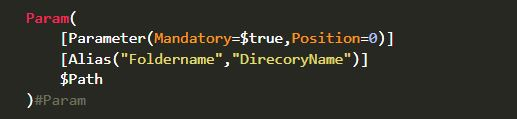 Param(
[Parameter(Mandatory=$true,Position=0)]
[Alias("Foldername","DirecoryName")]
$Path
)#Param